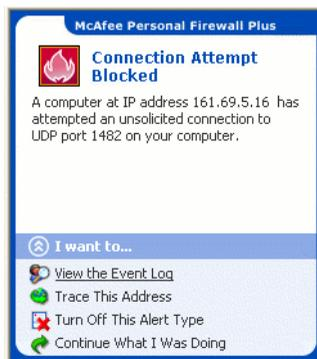 McAfee Personal Firewall Plus
Connection Attempt
Blocked
A computer at IP address 161.69.5.16 has
attempted an unsolicited connection to
UDP port 1482 on your computer.
I want to...
View the Event Log
Trace This Address
Turn Off This Alert Type
Continue What I Was Doing